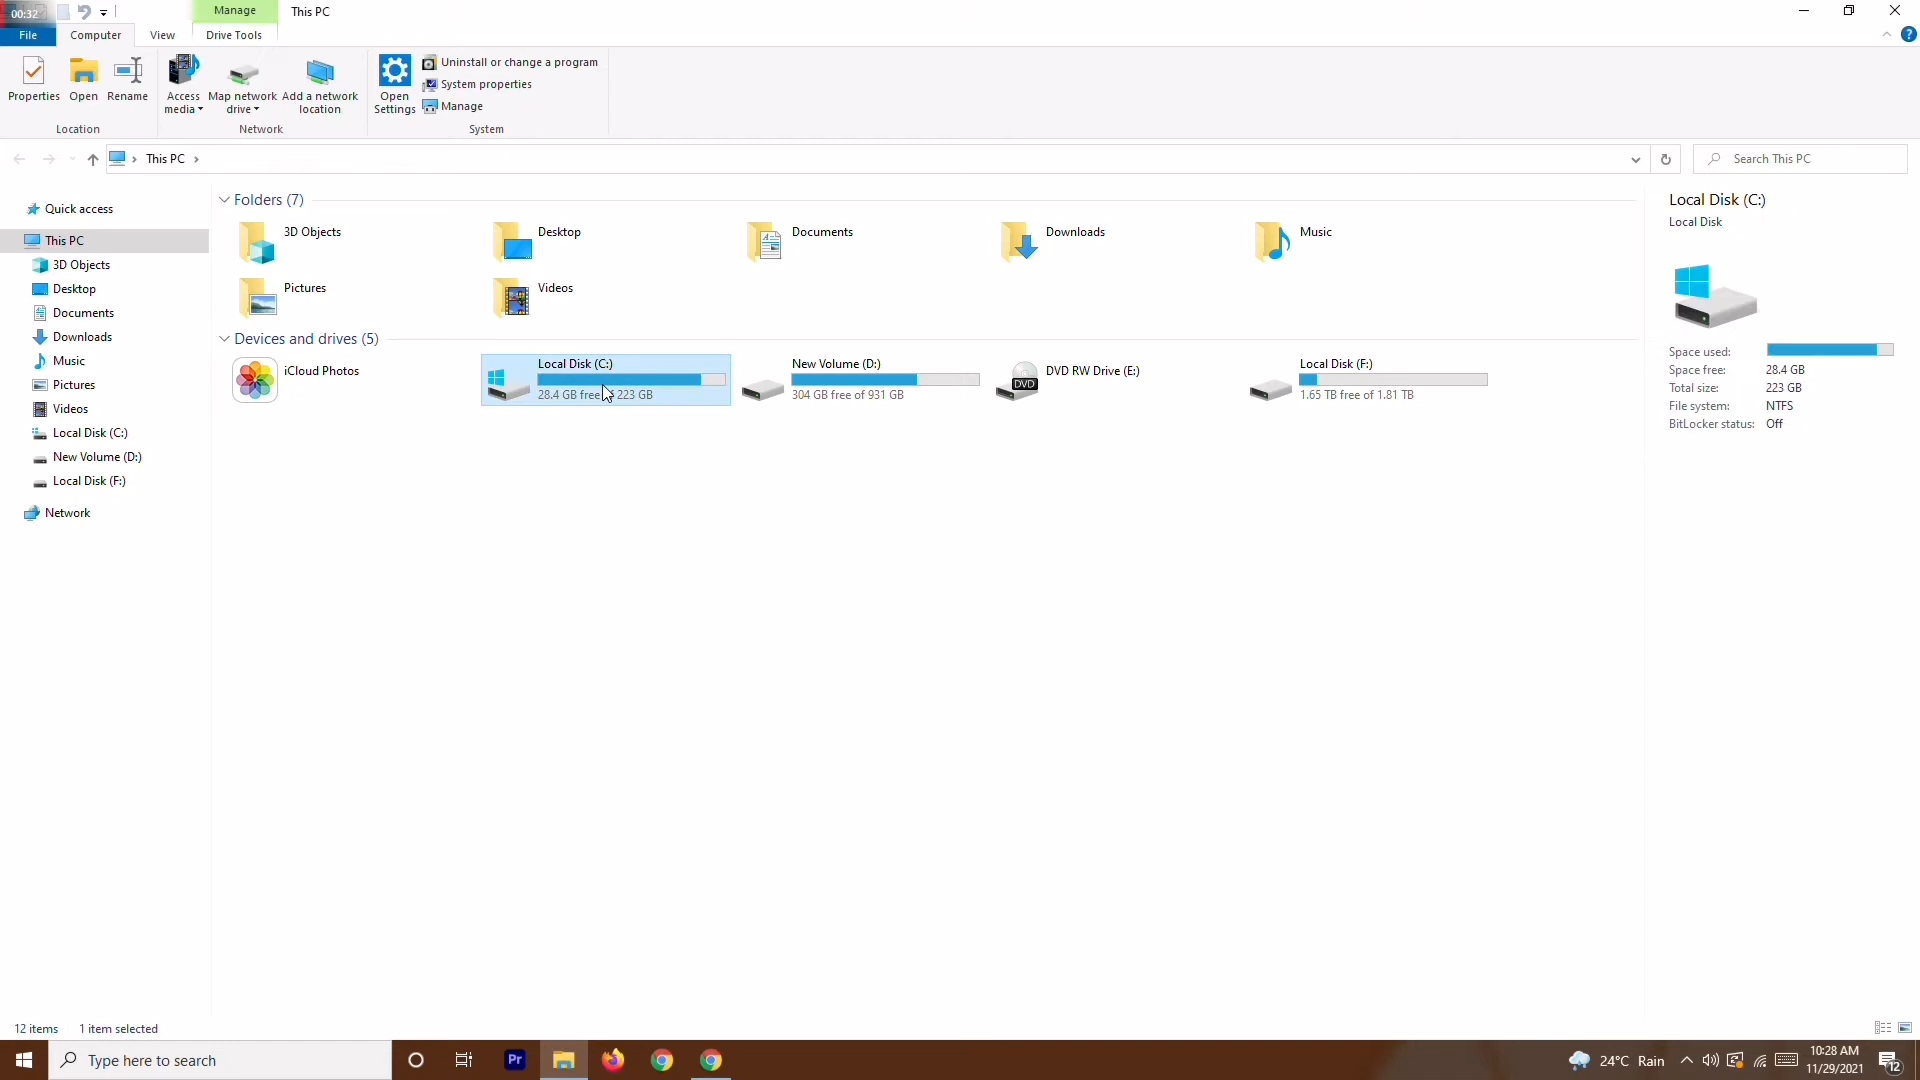 00:32
Manage
This PC
File
Computer
View
Drive Tools
Properties
Open
Rename
Access media
Map network drive
Add a network location
Open Settings
Uninstall or change a program
System properties
Manage
Location
Network
System
This PC
Search This PC
Quick access
This PC
3D Objects
Desktop
Documents
Downloads
Music
Pictures
Videos
Local Disk (C:)
New Volume (D:)
Local Disk (F:)
Network
Folders (7)
3D Objects
Desktop
Documents
Downloads
Music
Pictures
Videos
Devices and drives (5)
iCloud Photos
Local Disk (C:)
28.4 GB free 223 GB
New Volume (D:)
304 GB free of 931 GB
DVD
DVD RW Drive (E:)
Local Disk (F:)
1.65 TB free of 1.81 TB
Local Disk (C:)
Local Disk
Space used:
Space free: 28.4 GB
Total size: 223 GB
File system: NTFS
BitLocker status: Off
12 items
1 item selected
Type here to search
Pr
24°C Rain
10:28 AM
11/29/2021
12